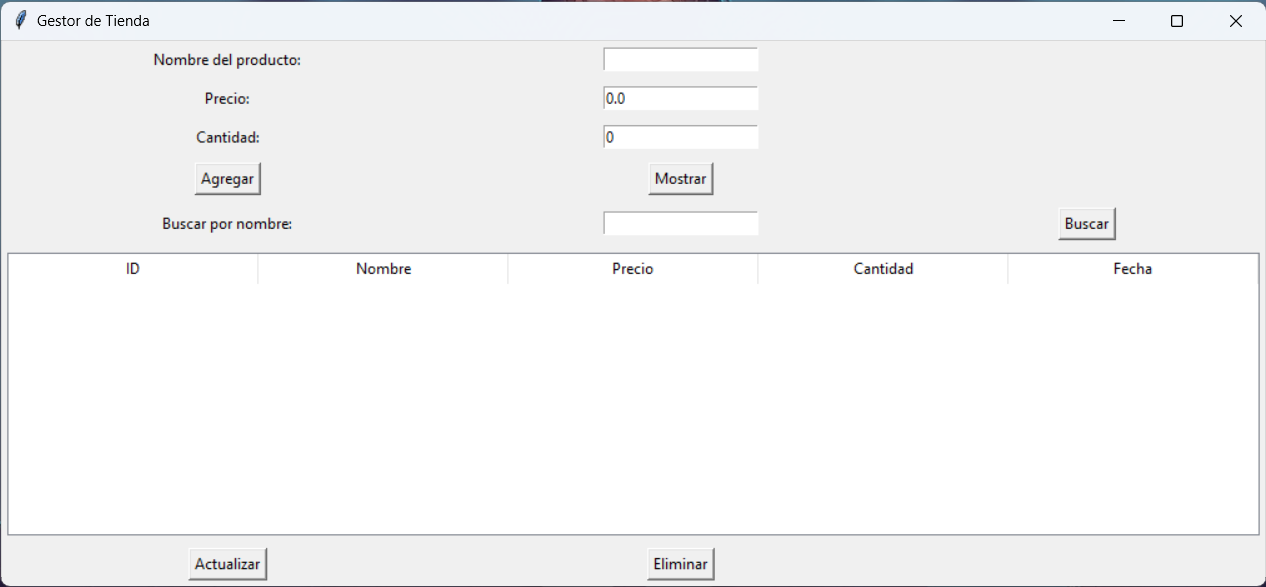 Gestor de Tienda
Nombre del producto:
Precio: 0.0
Cantidad: 0
Agregar Mostrar
Buscar por nombre: Buscar
ID Nombre Precio Cantidad Fecha
Actualizar Eliminar